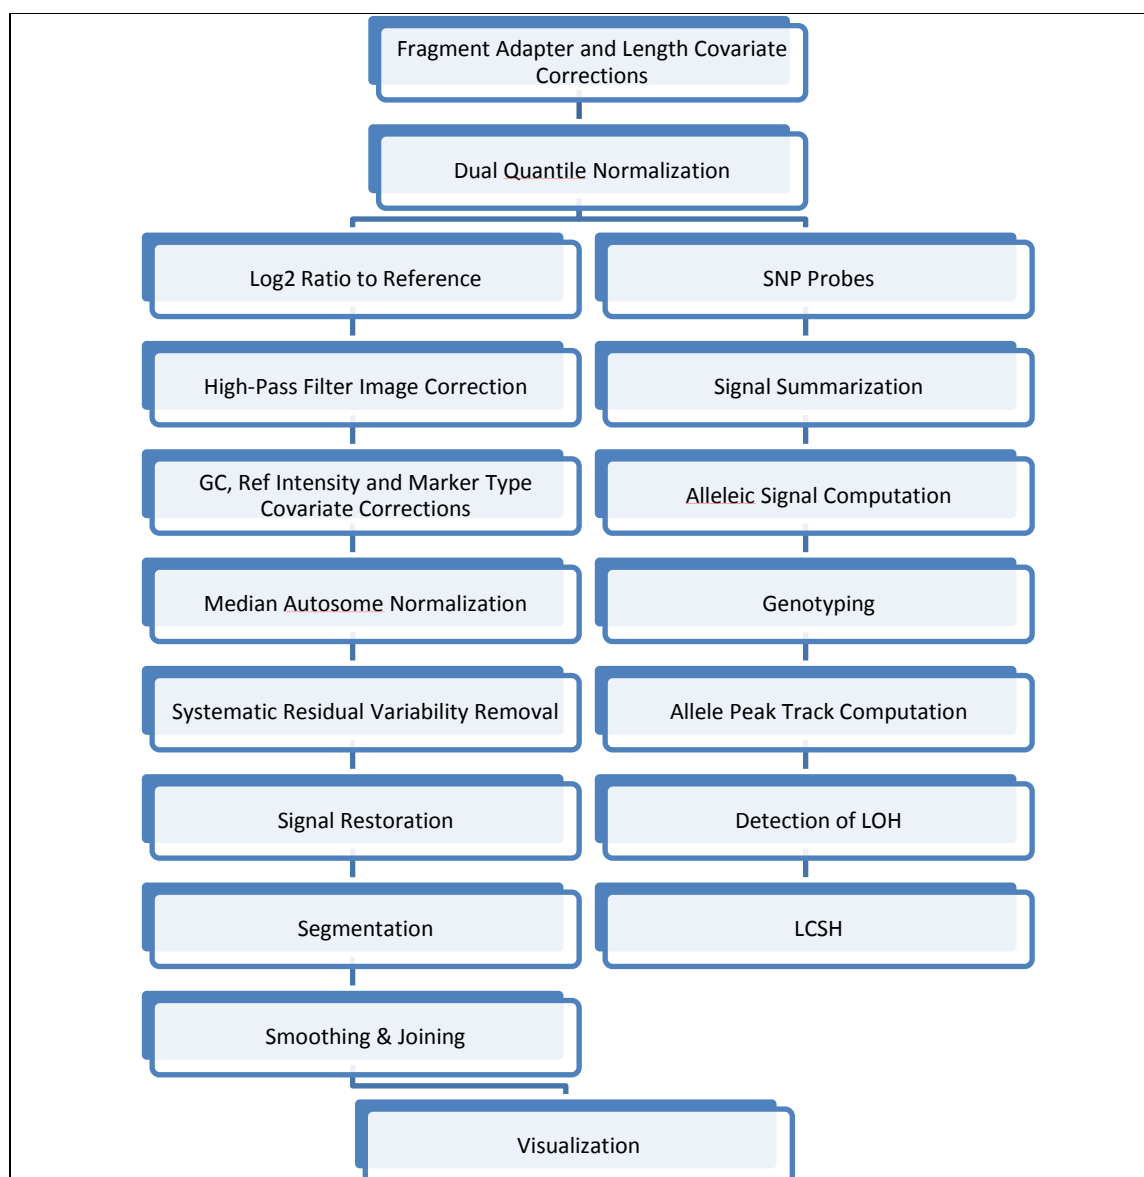 Fragment Adapter and Length Covariate
Corrections
Dual Quantile Normalization
Log2 Ratio to Reference
High-Pass Filter Image Correction
GC, Ref Intensity and Marker Type
Covariate Corrections
Median Autosome Normalization
Systematic Residual Variability Removal
Signal Restoration
Segmentation
Smoothing & Joining
SNP Probes
Signal Summarization
Alleleic Signal Computation
Genotyping
Allele Peak Track Computation
Detection of LOH
LCSH
Visualization